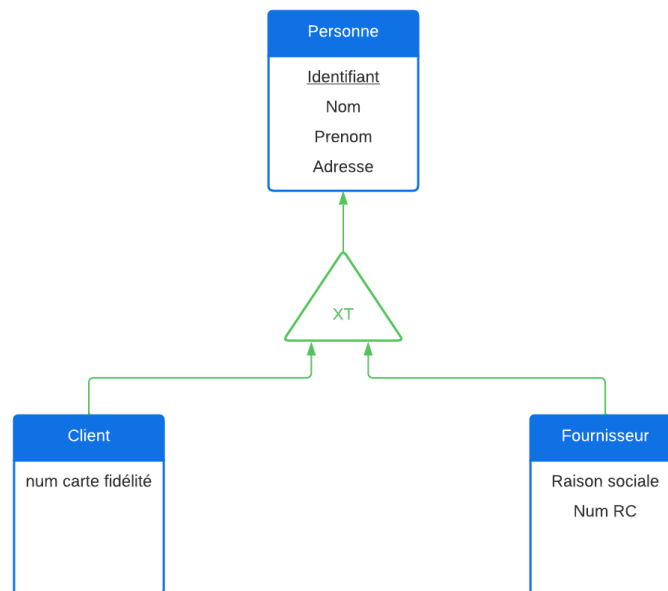 Personne
Identifiant
Nom
Prenom
Adresse
XT
Client
num carte fidélité
Fournisseur
Raison sociale
Num RC